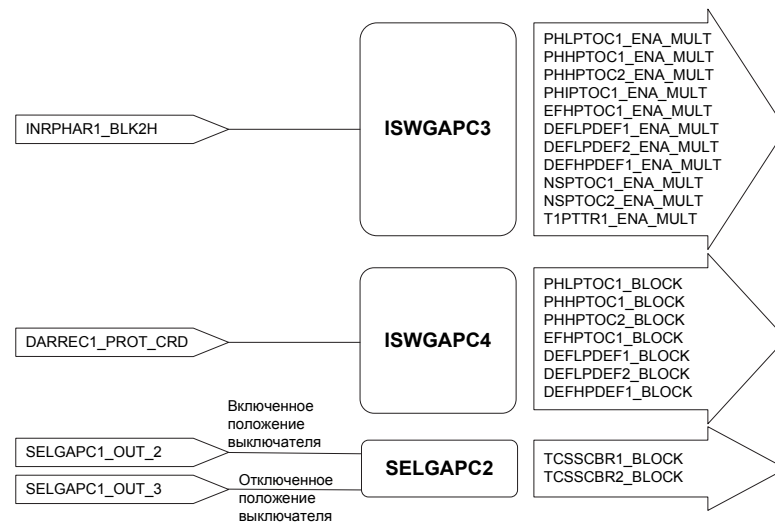 INRPHAR1_BLK2H
ISWGAPC3
PHLPTOC1_ENA_MULT
PHHPTOC1_ENA_MULT
PHHPTOC2_ENA_MULT
PHIPTOC1_ENA_MULT
EFHPTOC1_ENA_MULT
DEFLPDEF1_ENA_MULT
DEFLPDEF2_ENA_MULT
DEFHPDEF1_ENA_MULT
NSPTOC1_ENA_MULT
NSPTOC2_ENA_MULT
T1PTTR1_ENA_MULT
DARREC1_PROT_CRD
ISWGAPC4
PHLPTOC1_BLOCK
PHHPTOC1_BLOCK
PHHPTOC2_BLOCK
EFHPTOC1_BLOCK
DEFLPDEF1_BLOCK
DEFLPDEF2_BLOCK
DEFHPDEF1_BLOCK
SELGAPC1_OUT_2
Включенное
положение
выключателя
SELGAPC1_OUT_3
Отключенное
положение
выключателя
SELGAPC2
TCSSCBR1_BLOCK
TCSSCBR2_BLOCK